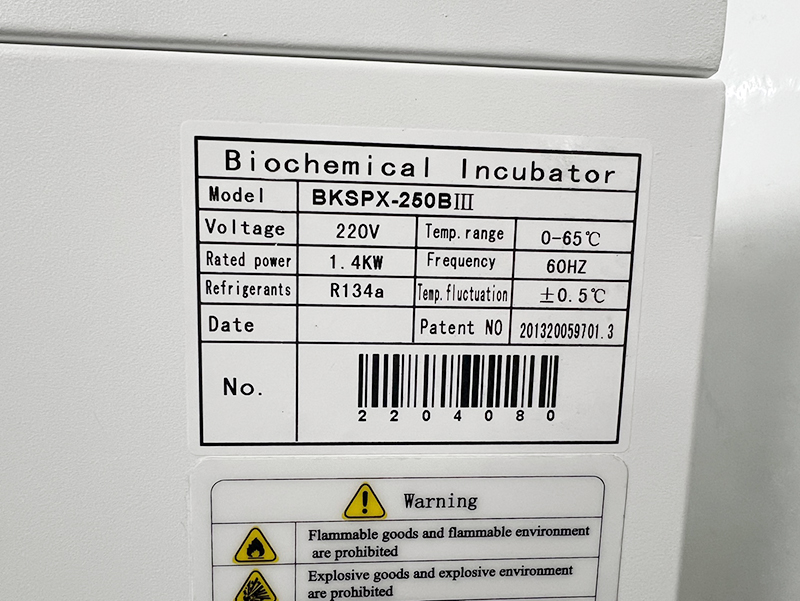 Biochemical Incubator
Model BKSPX-250BⅢ
Voltage 220V Temp.range 0-65℃
Rated power 1.4KW Frequency 60HZ
Refrigerants R134a Temp.fluctuation ±0.5℃
Date Patent NO 201320059701.3
No.
2204080
Warning
Flammable goods and flammable environment
are prohibited
Explosive goods and explosive environment
are prohibited